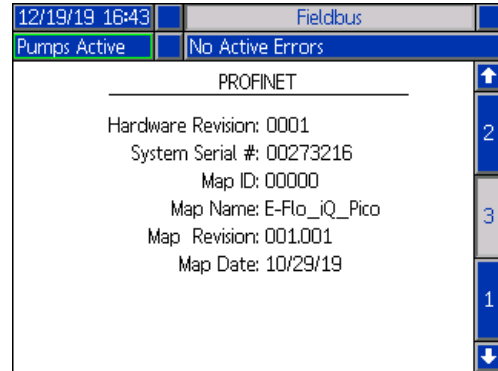 12/19/19 16:43 Fieldbus
Pumps Active No Active Errors
PROFINET
Hardware Revision: 0001
System Serial #: 00273216
Map ID: 00000
Map Name: E-Flo_iQ_Pico
Map Revision: 001.001
Map Date: 10/29/19
2
3
1